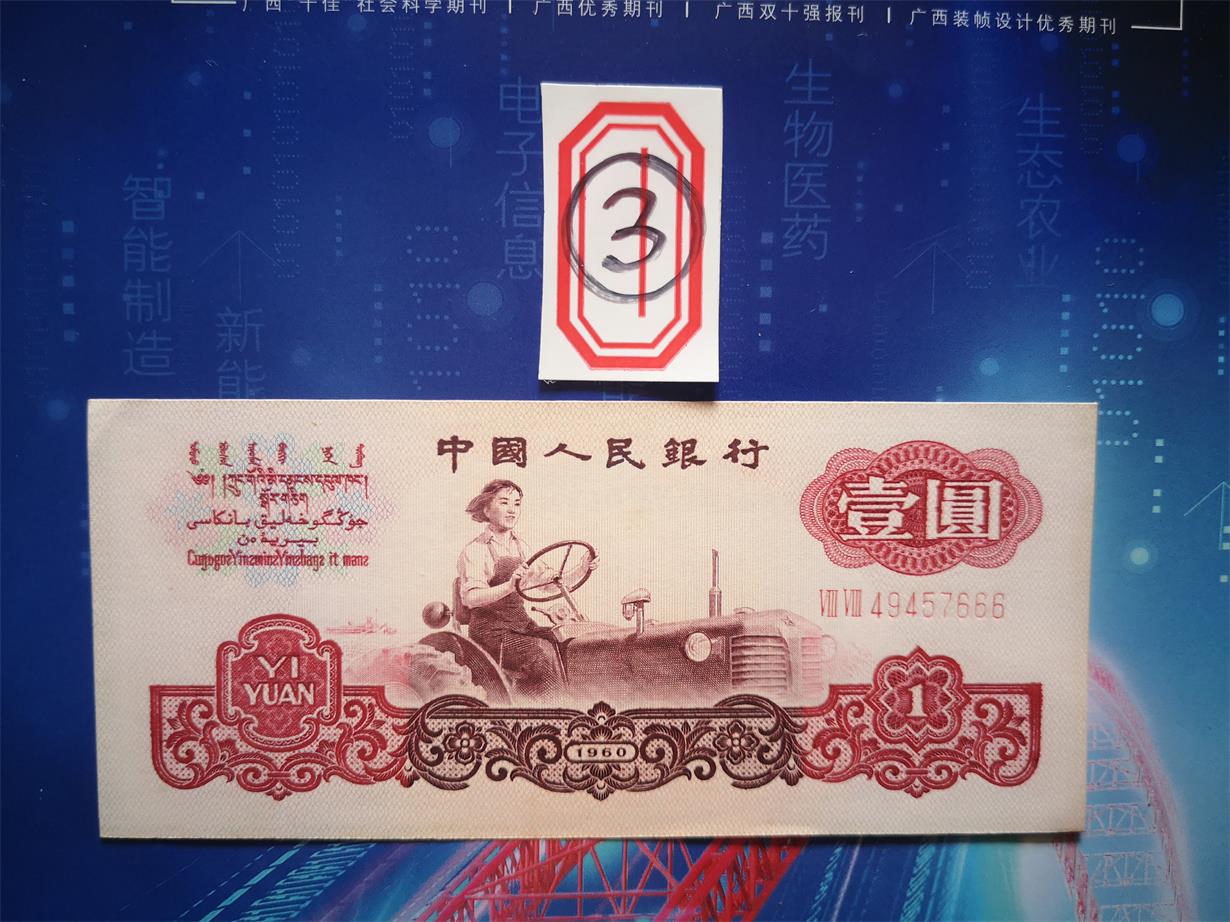 广西"十佳"社会科学期刊 | 广西优秀期刊 | 广西双十强报刊 | 广西装帧设计优秀期刊
生物医药
电子信息
生态农业
智能制造
新能
3
中國人民銀行
壹圓
VIII VIII 49457666
YI
YUAN
1960
1